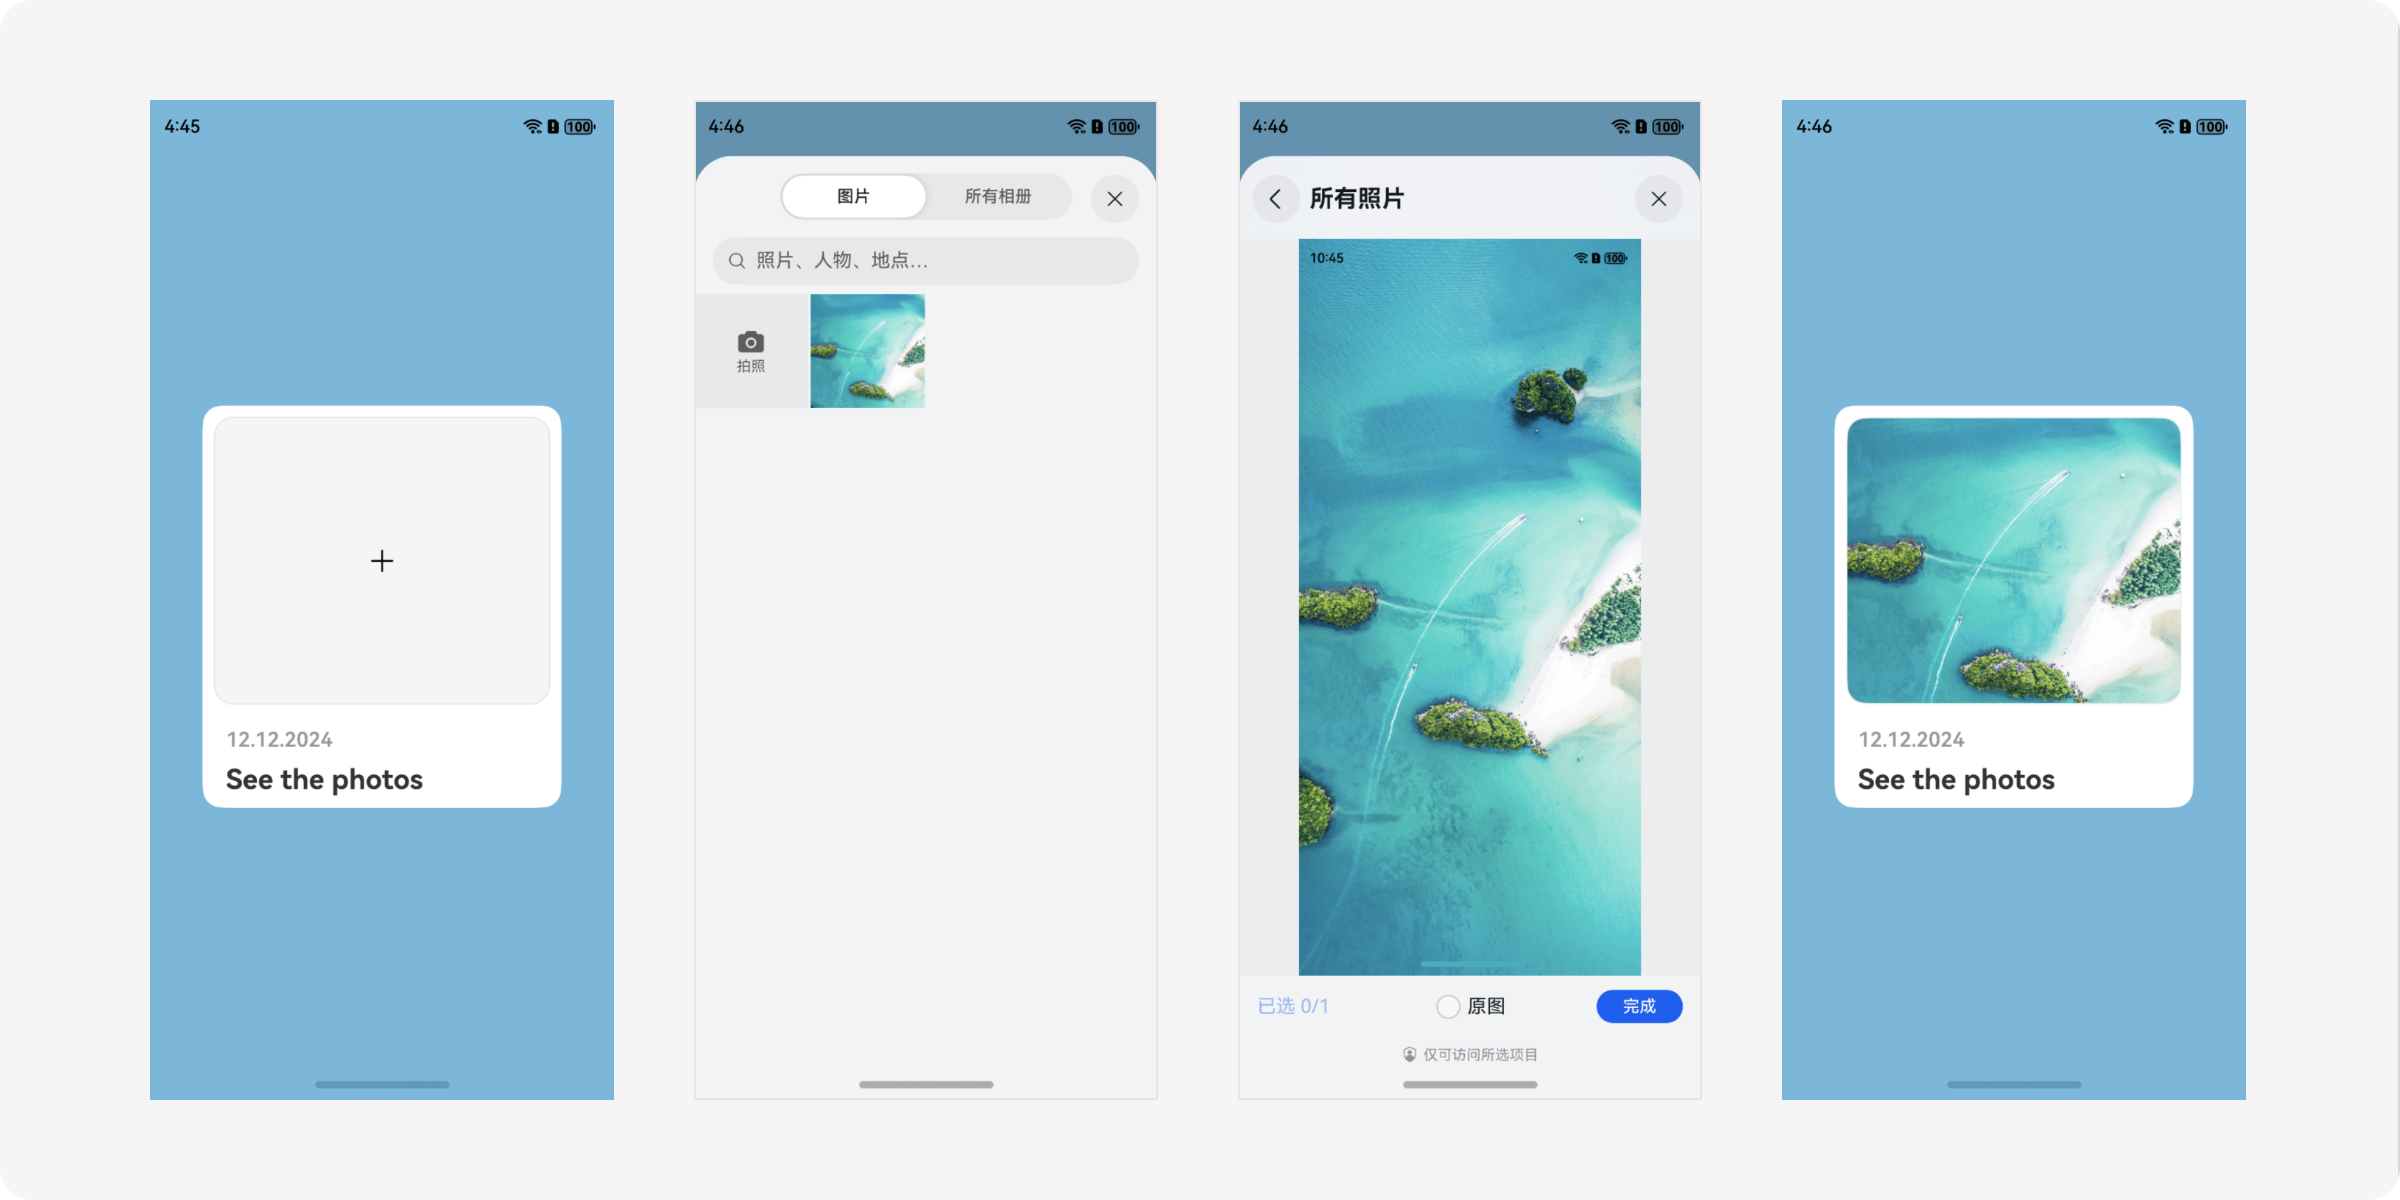 4:45
100
12.12.2024
See the photos
4:46
100
图片
所有相册
照片、人物、地点...
拍照
4:46
100
所有照片
10:45
100
已选 0/1
原图
完成
仅可访问所选项目
4:46
100
12.12.2024
See the photos